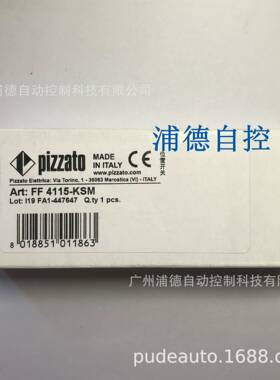 广州浦德自动控制科技有限公司
浦德自控
pizzato
MADE
IN ITALY
www.pizzato.com
CE
位置开关
Pizzato Elettrica: Via Torino, 1 - 36063 Marostica (VI) - ITALY
Art: FF 4115-KSM
Lot: I19 FA1-447647 Q.ty 1 pcs.
8 018851 011863
广州浦德自动控制科技有限公司
pudeauto.1688.com